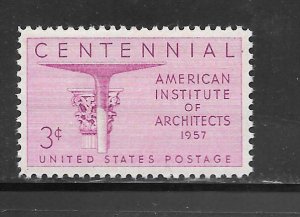 CENTENNIAL
AMERICAN
INSTITUTE
OF
ARCHITECTS
1957
3¢
UNITED STATES POSTAGE